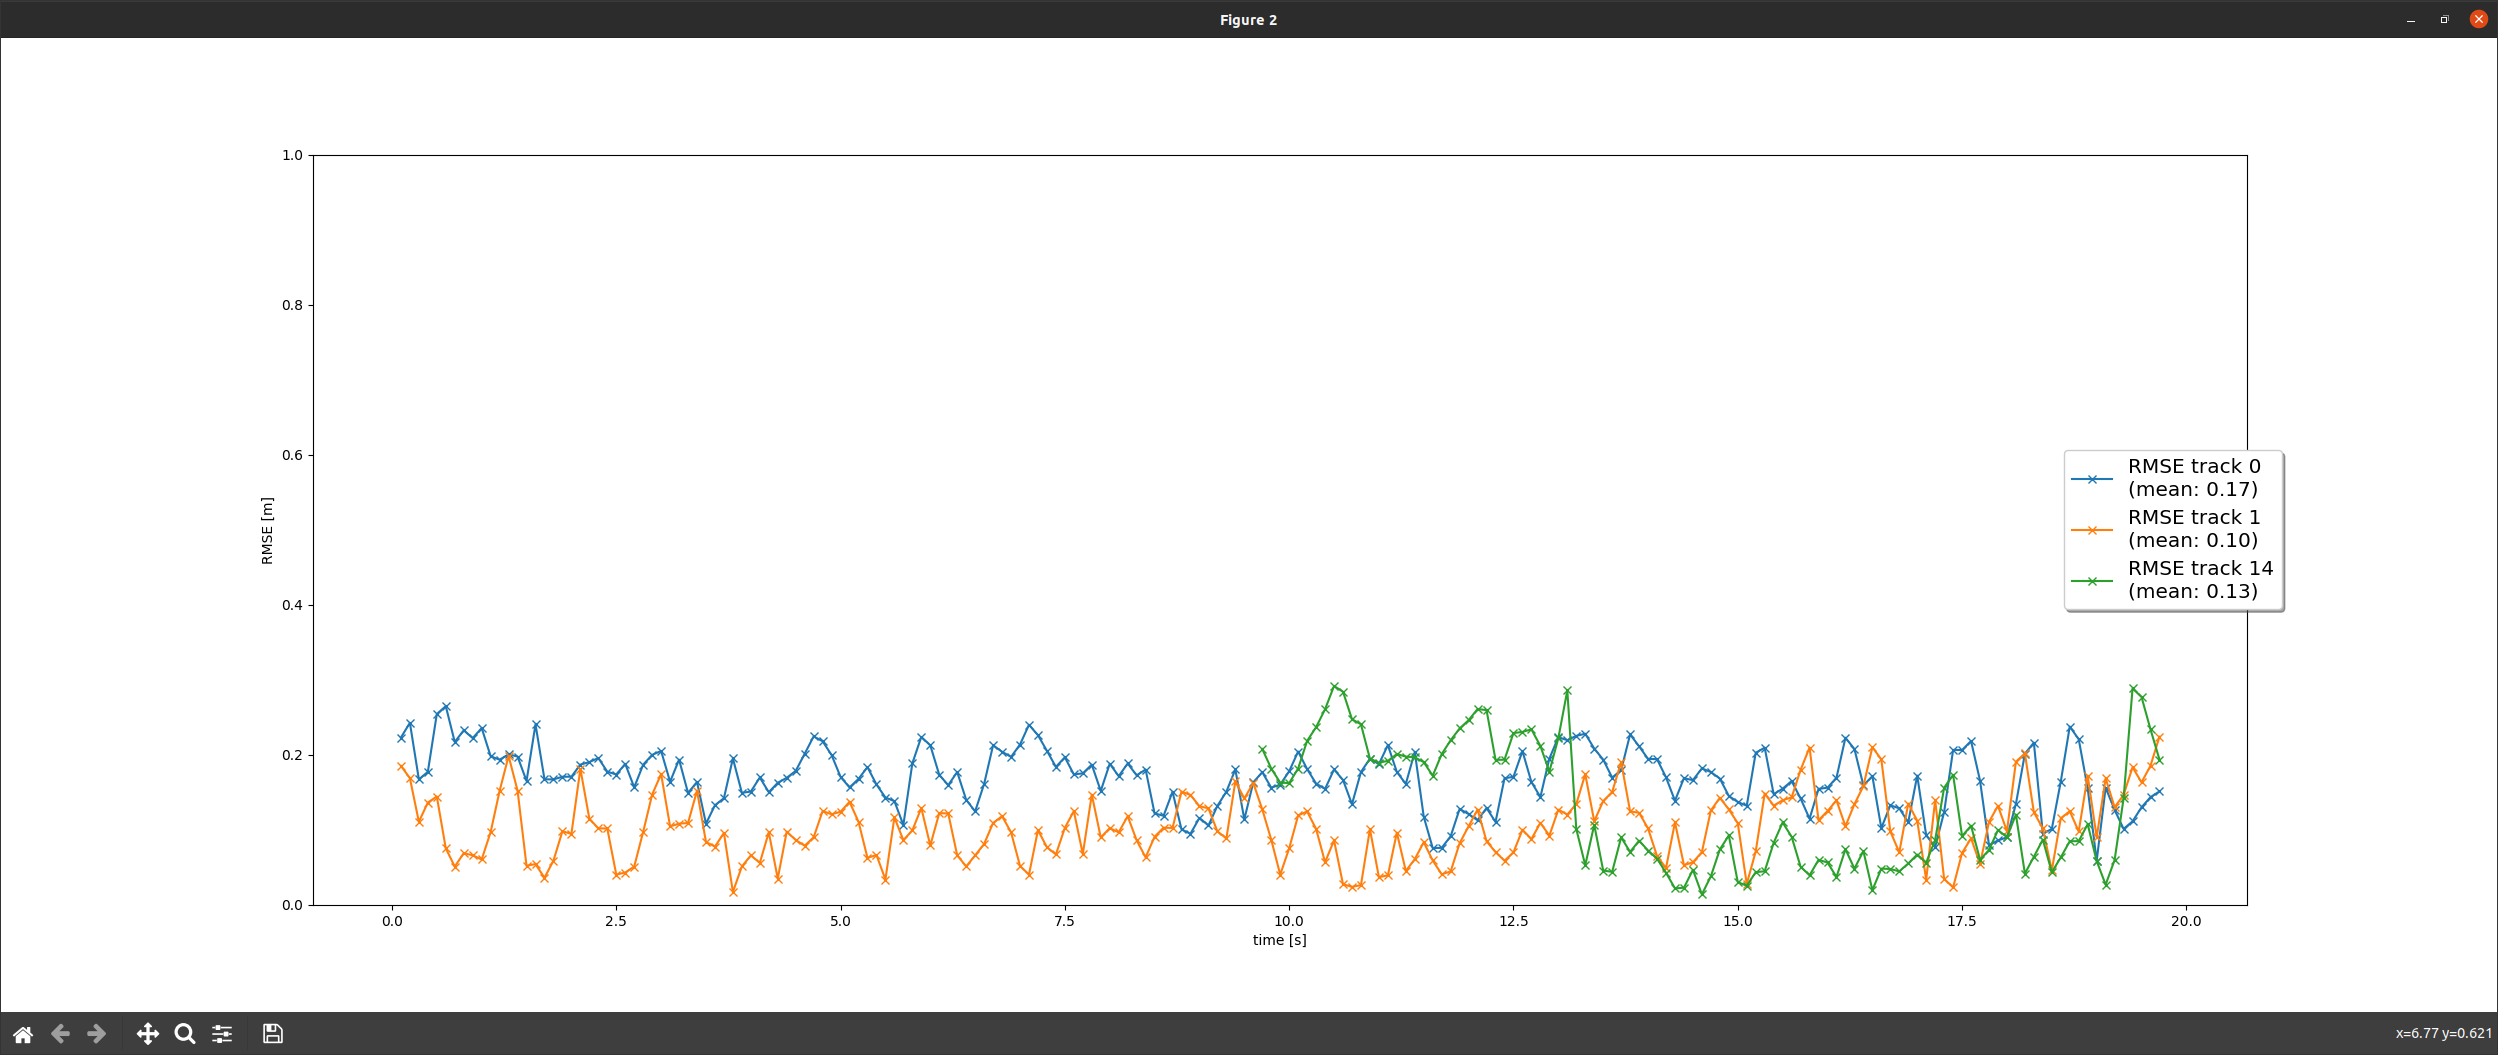 Figure 2
1.0
0.8
0.6
0.4
0.2
0.0
RMSE [m]
RMSE track 0
(mean: 0.17)
RMSE track 1
(mean: 0.10)
RMSE track 14
(mean: 0.13)
0.0 2.5 5.0 7.5 10.0 12.5 15.0 17.5 20.0
time [s]
x=6.77 y=0.621